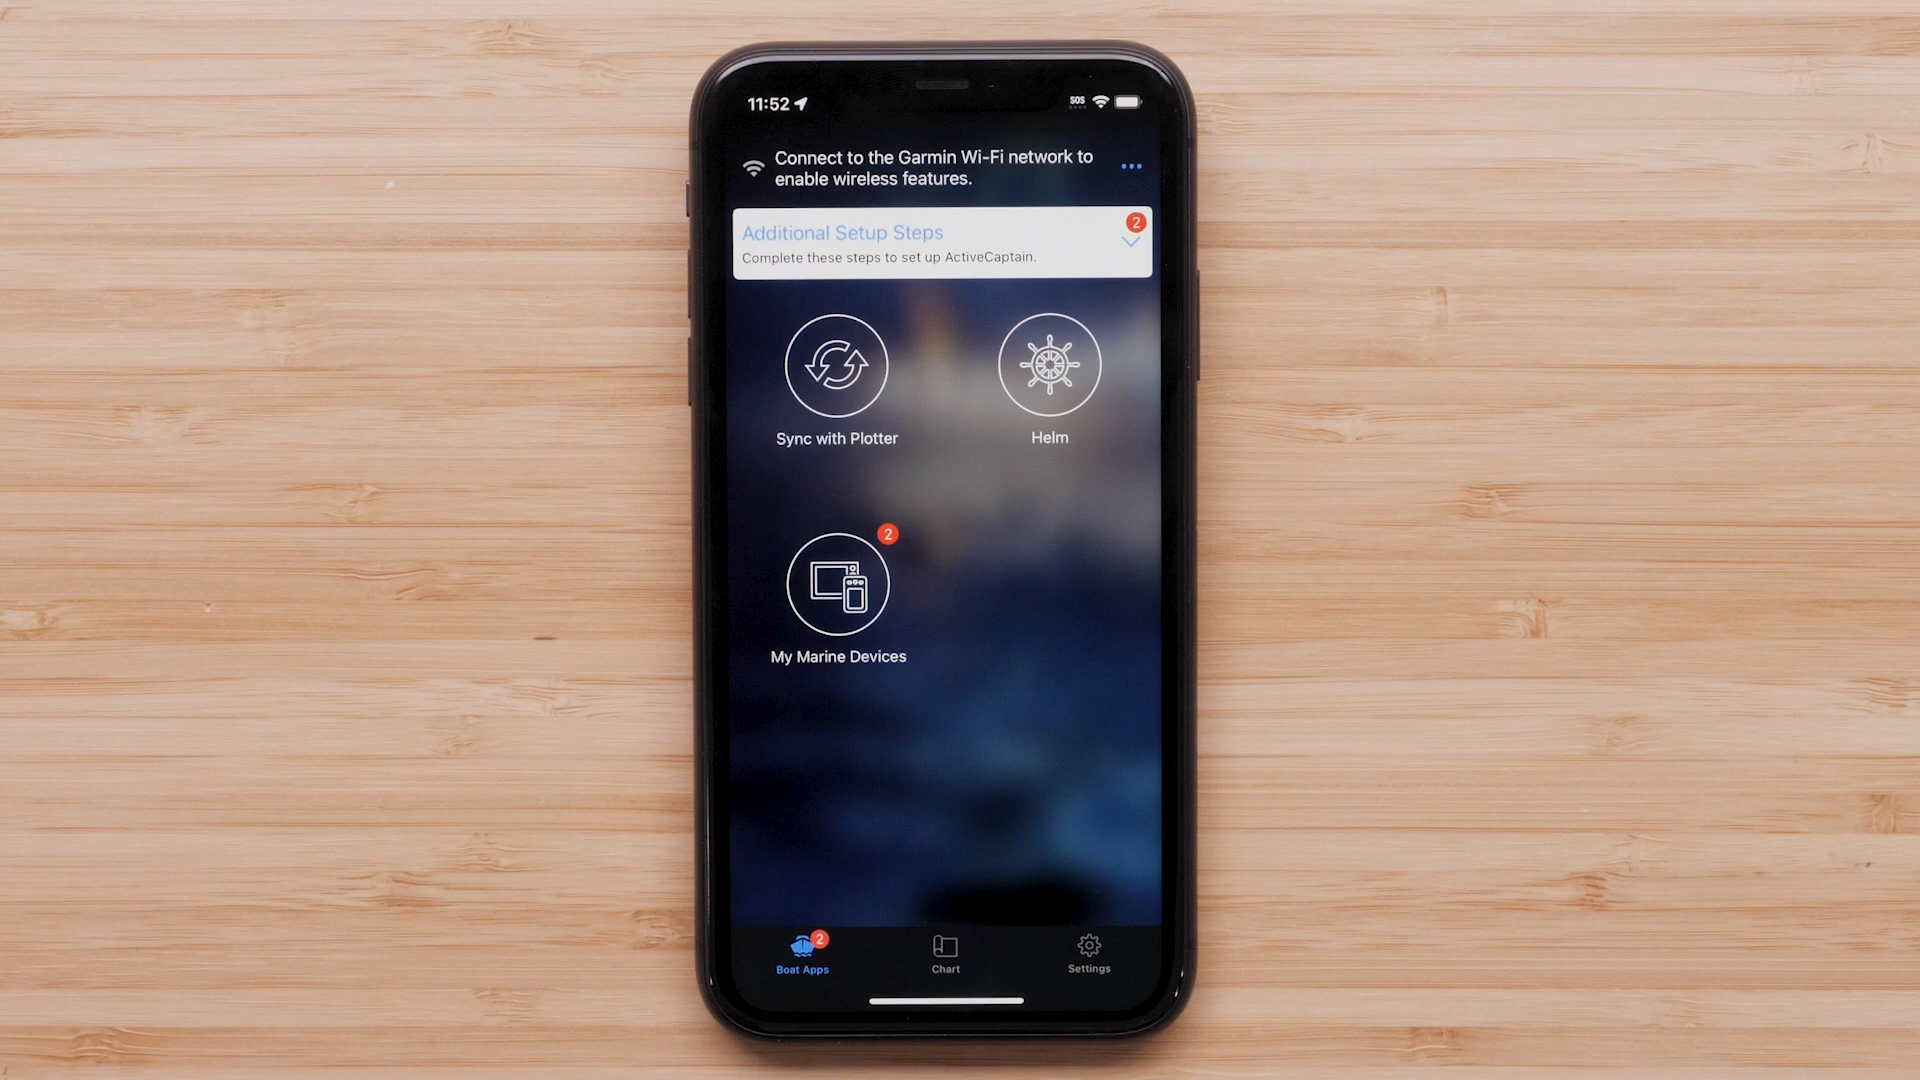 11:52
SOS
Connect to the Garmin Wi-Fi network to
enable wireless features.
Additional Setup Steps
2
Complete these steps to set up ActiveCaptain.
Sync with Plotter
Helm
2
My Marine Devices
2
Boat Apps
Chart
Settings